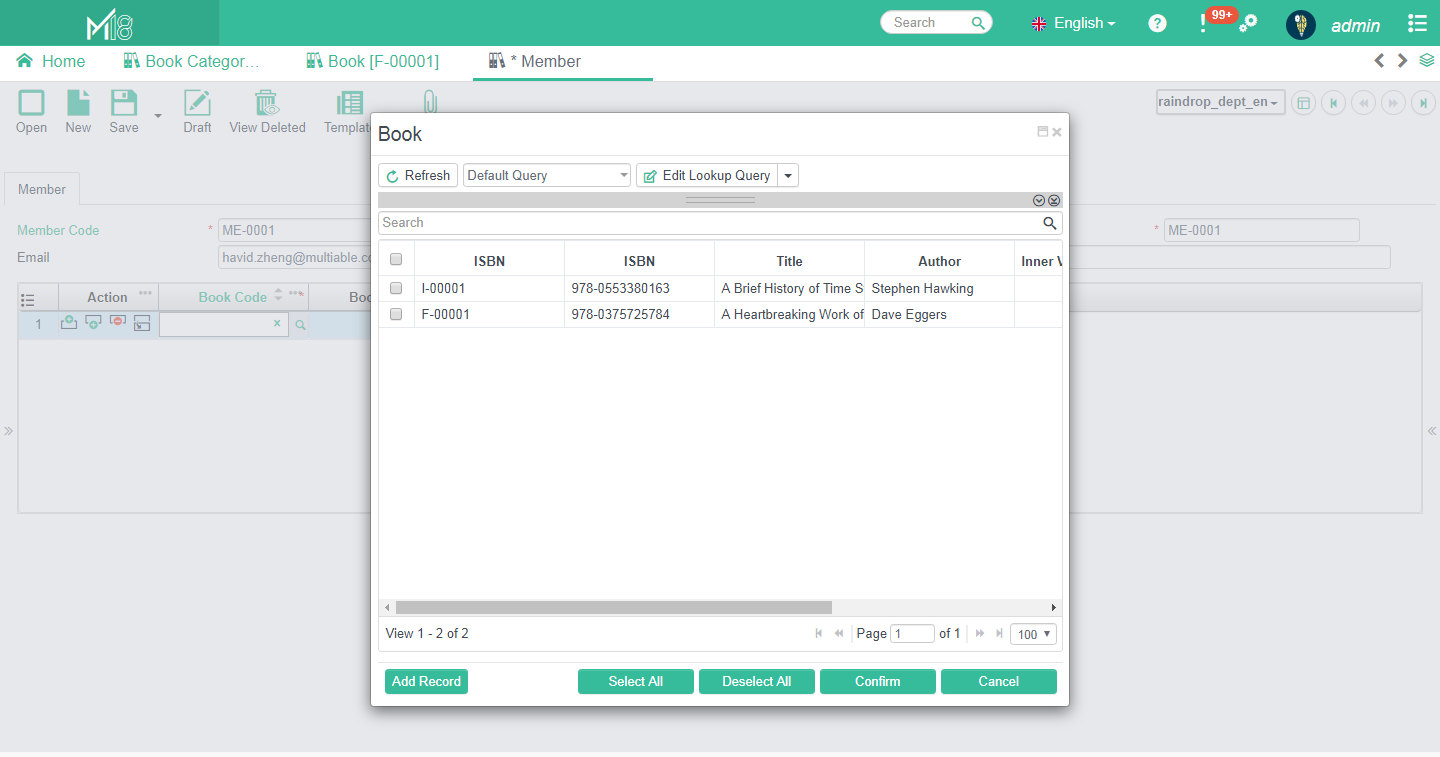 M18
Search
English
?
!
99+
admin
Home
Book Categor...
Book [F-00001]
* Member
Open
New
Save
Draft
View Deleted
raindrop_dept_en
Book
Refresh
Default Query
Edit Lookup Query
Search
ISBN
ISBN
Title
Author
Inner V
I-00001
978-0553380163
A Brief History of Time S
Stephen Hawking
F-00001
978-0375725784
A Heartbreaking Work of
Dave Eggers
View 1 - 2 of 2
Page 1 of 1
100
Add Record
Select All
Deselect All
Confirm
Cancel
Member
Member Code
* ME-0001
* ME-0001
Email
havid.zheng@multiable.co
Action
Book Code
Boo
1